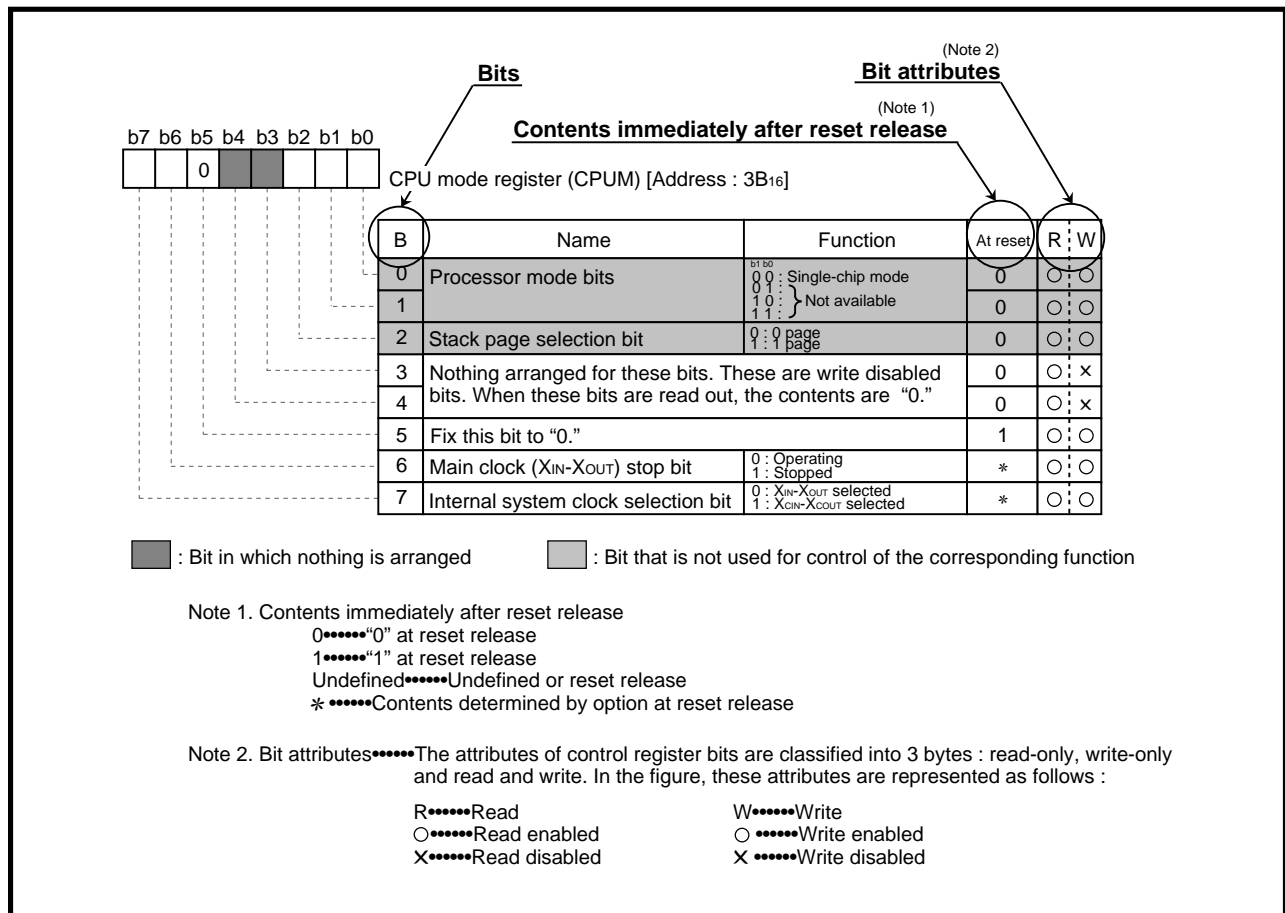 (Note 2)
Bits
Bit attributes
(Note 1)
Contents immediately after reset release
b7 b6 b5 b4 b3 b2 b1 b0
0
CPU mode register (CPUM) [Address : 3B16]
B Name Function At reset R W
0 Processor mode bits b1 b0
0 0 : Single-chip mode 0 ○ ○
0 1 :
1 1 0 : Not available 0 ○ ○
1 1 :
2 Stack page selection bit 0 : 0 page 0 ○ ○
1 : 1 page
3 Nothing arranged for these bits. These are write disabled 0 ○ ×
4 bits. When these bits are read out, the contents are “0.” 0 ○ ×
5 Fix this bit to “0.” 1 ○ ○
6 Main clock (XIN-XOUT) stop bit 0 : Operating * ○ ○
1 : Stopped
7 Internal system clock selection bit 0 : XIN-XOUT selected * ○ ○
1 : XCIN-XCOUT selected
: Bit in which nothing is arranged : Bit that is not used for control of the corresponding function
Note 1. Contents immediately after reset release
0••••••“0” at reset release
1••••••“1” at reset release
Undefined••••••Undefined or reset release
* ••••••Contents determined by option at reset release
Note 2. Bit attributes••••••The attributes of control register bits are classified into 3 bytes : read-only, write-only
and read and write. In the figure, these attributes are represented as follows :
R••••••Read W••••••Write
○••••••Read enabled ○ ••••••Write enabled
×••••••Read disabled × ••••••Write disabled